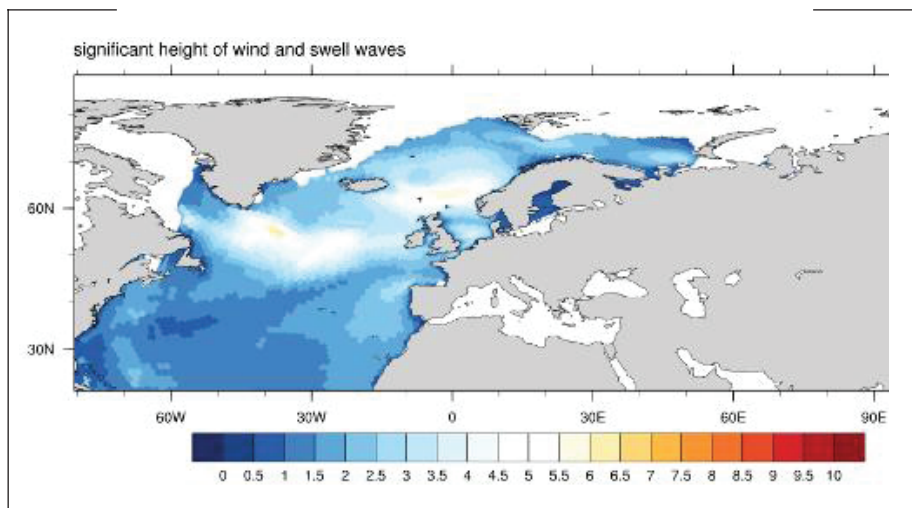 significant height of wind and swell waves
60N
30N
60W 30W 0 30E 60E 90E
0 0.5 1 1.5 2 2.5 3 3.5 4 4.5 5 5.5 6 6.5 7 7.5 8 8.5 9 9.5 10